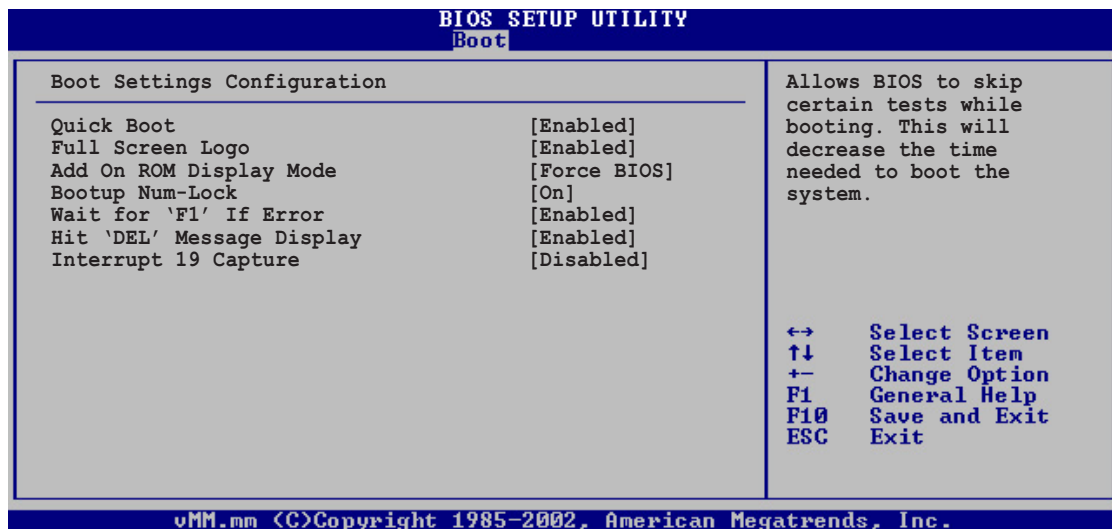 BIOS SETUP UTILITY
Boot
Boot Settings Configuration
Quick Boot [Enabled]
Full Screen Logo [Enabled]
Add On ROM Display Mode [Force BIOS]
Bootup Num-Lock [On]
Wait for ‘F1’ If Error [Enabled]
Hit ‘DEL’ Message Display [Enabled]
Interrupt 19 Capture [Disabled]
Allows BIOS to skip
certain tests while
booting. This will
decrease the time
needed to boot the
system.
←→ Select Screen
↑↓ Select Item
+- Change Option
F1 General Help
F10 Save and Exit
ESC Exit
vMM.mm (C)Copyright 1985-2002, American Megatrends, Inc.